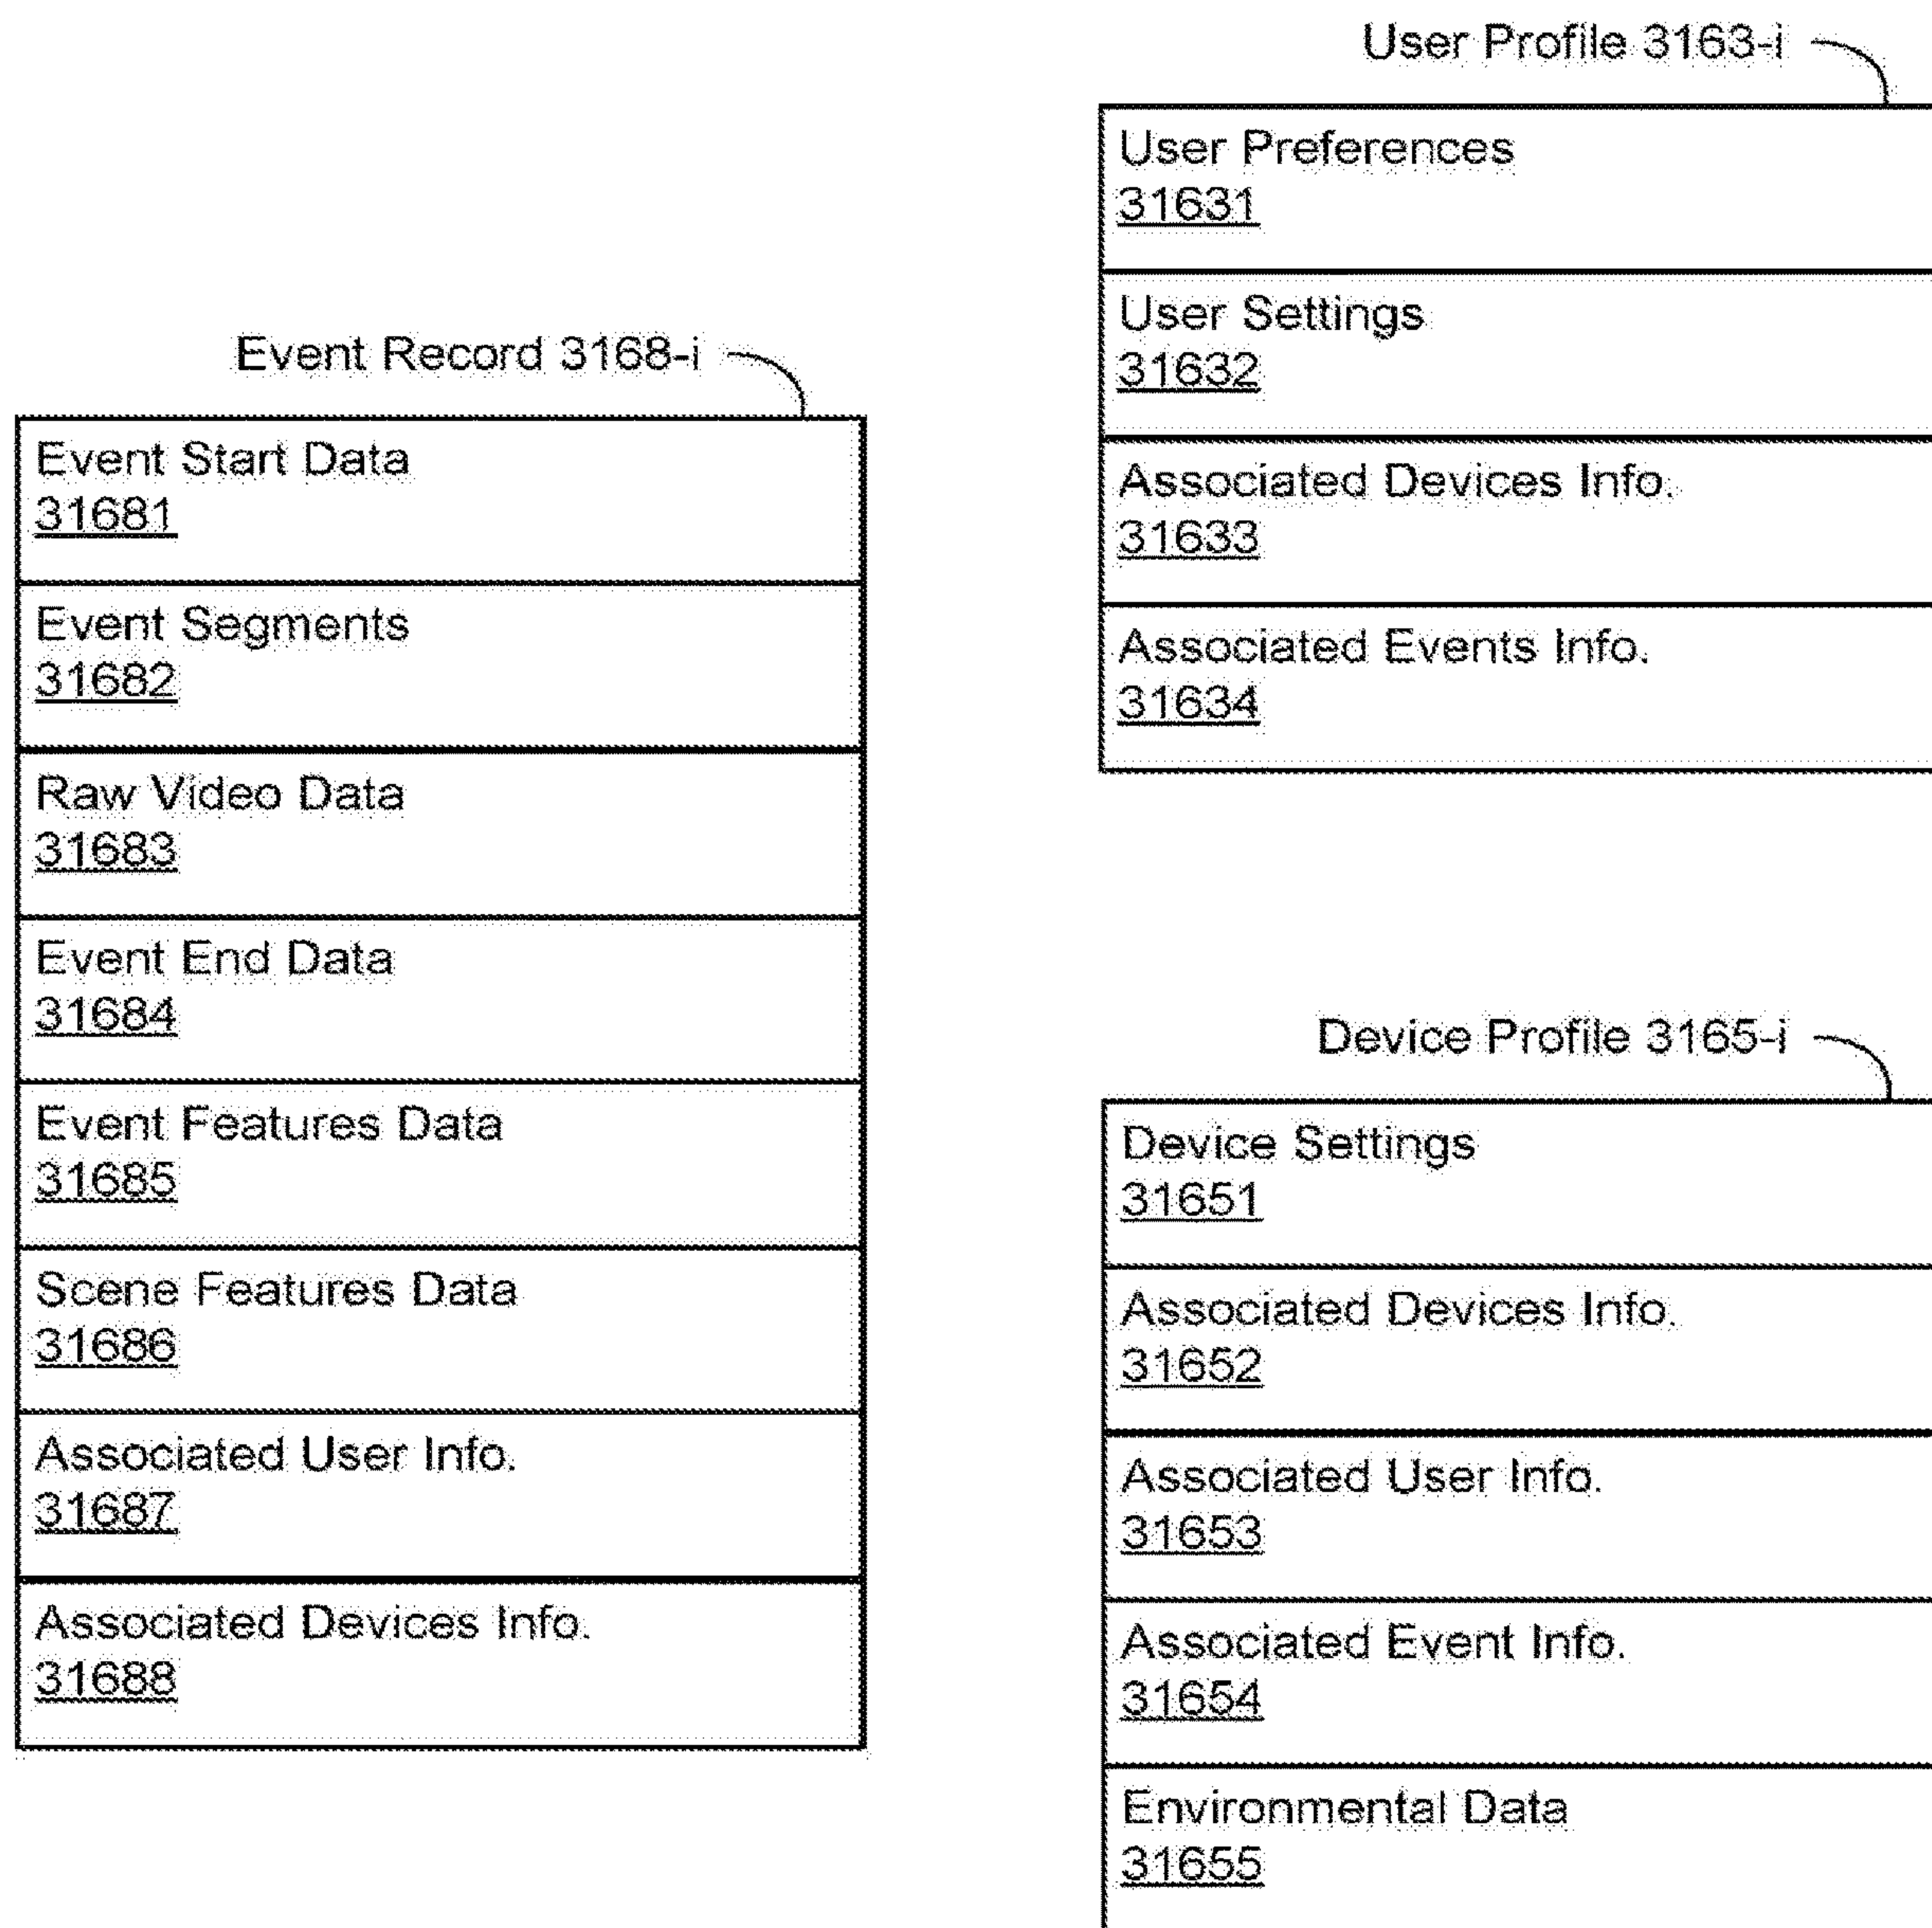 Event Record 3168-i
Event Start Data
31681
Event Segments
31682
Raw Video Data
31683
Event End Data
31684
Event Features Data
31685
Scene Features Data
31686
Associated User Info.
31687
Associated Devices Info.
31688
User Profile 3163-i
User Preferences
31631
User Settings
31632
Associated Devices Info.
31633
Associated Events Info.
31634
Device Profile 3165-i
Device Settings
31651
Associated Devices Info.
31652
Associated User Info.
31653
Associated Event Info.
31654
Environmental Data
31655